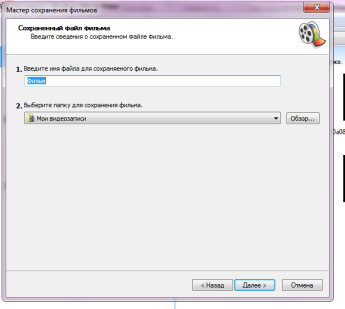 Мастер сохранения фильмов
Сохраненный файл фильма
Введите сведения о сохраненном файле фильма.
1. Введите имя файла для сохраняемого фильма.
Фильм
2. Выберите папку для сохранения фильма.
Мои видеозаписи
Обзор...
< Назад
Далее >
Отмена